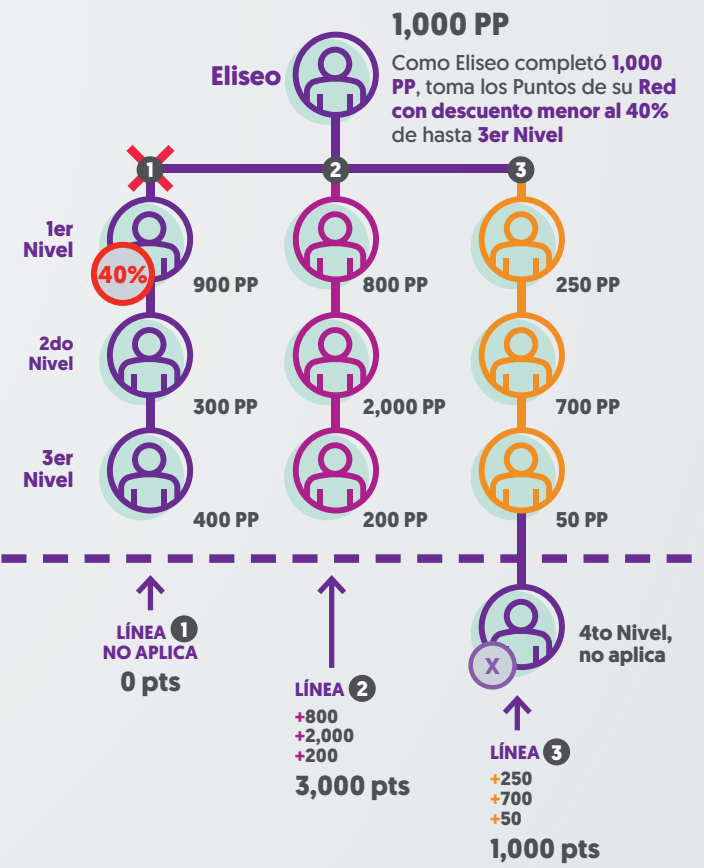 1,000 PP
Eliseo
Como Eliseo completó 1,000
PP, toma los Puntos de su Red
con descuento menor al 40%
de hasta 3er Nivel
1
2
3
1er
Nivel
40%
900 PP
800 PP
250 PP
2do
Nivel
300 PP
2,000 PP
700 PP
3er
Nivel
400 PP
200 PP
50 PP
LÍNEA 1
NO APLICA
0 pts
LÍNEA 2
+800
+2,000
+200
3,000 pts
X
4to Nivel,
no aplica
LÍNEA 3
+250
+700
+50
1,000 pts